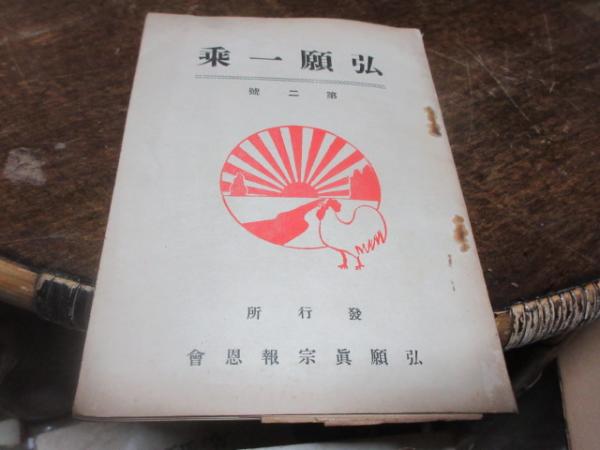 弘願一乘
第二號
發行所
弘願眞宗報恩會